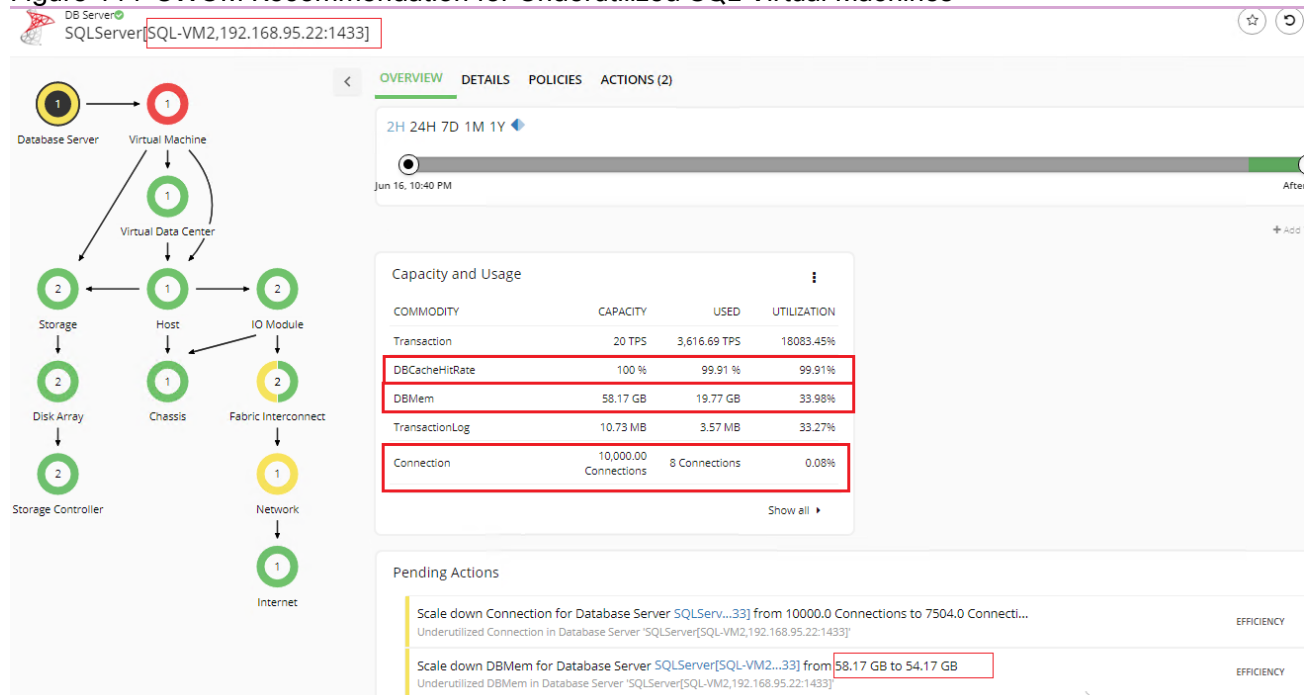 DB Server
SQLServer[SQL-VM2,192.168.95.22:1433]
OVERVIEW DETAILS POLICIES ACTIONS (2)
2H 24H 7D 1M 1Y
Jun 16, 10:40 PM
After
+ Add
1
Database Server
1
Virtual Machine
1
Virtual Data Center
2
Storage
1
Host
2
IO Module
2
Disk Array
1
Chassis
2
Fabric Interconnect
2
Storage Controller
1
Network
1
Internet
Capacity and Usage
COMMODITY CAPACITY USED UTILIZATION
Transaction 20 TPS 3,616.69 TPS 18083.45%
DBCacheHitRate 100 % 99.91 % 99.91%
DBMem 58.17 GB 19.77 GB 33.98%
TransactionLog 10.73 MB 3.57 MB 33.27%
Connection 10,000.00 Connections 8 Connections 0.08%
Show all
Pending Actions
Scale down Connection for Database Server SQLServ...33] from 10000.0 Connections to 7504.0 Connecti...
EFFICIENCY
Underutilized Connection in Database Server 'SQLServer[SQL-VM2,192.168.95.22:1433]'
Scale down DBMem for Database Server SQLServer[SQL-VM2...33] from 58.17 GB to 54.17 GB
EFFICIENCY
Underutilized DBMem in Database Server 'SQLServer[SQL-VM2,192.168.95.22:1433]'